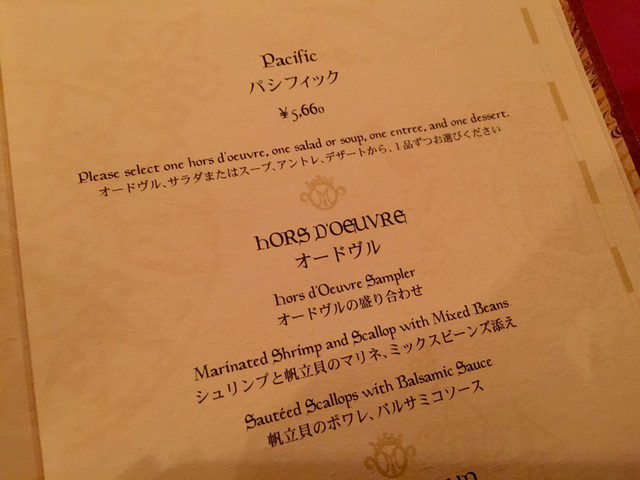 Pacific
パシフィック
￥5,660
Please select one hors d'oeuvre, one salad or soup, one entree, and one dessert.
オードヴル、サラダまたはスープ、アントレ、デザートから、1品ずつお選びください
HORS D'OEUVRE
オードヴル
Hors d'Oeuvre Sampler
オードヴルの盛り合わせ
Marinated Shrimp and Scallop with Mixed Beans
シュリンプと帆立貝のマリネ、ミックスビーンズ添え
Sautéed Scallops with Balsamic Sauce
帆立貝のポワレ、バルサミコソース